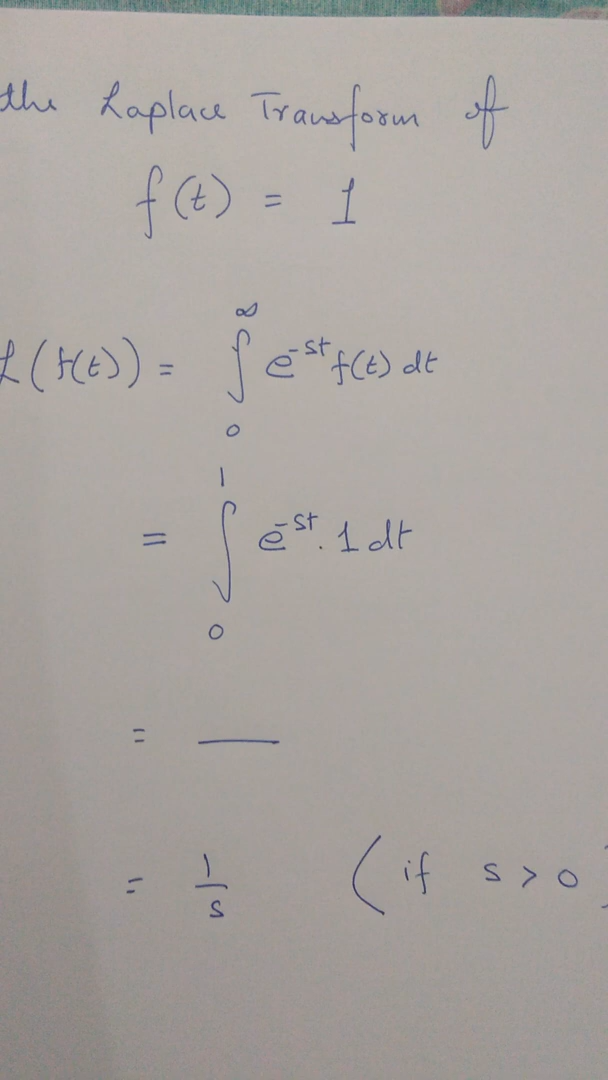 the Laplace Transform of
f(t) = 1
L(f(t)) = ∫₀^∞ e^-st f(t) dt
= ∫₀^1 e^-st . 1 dt
= ___
= 1/s (if s > 0)